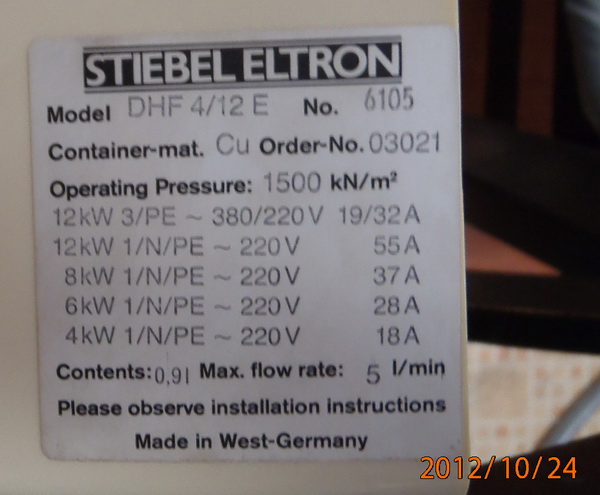 STIEBEL ELTRON
Model DHF 4/12 E No. 6105
Container-mat. Cu Order-No. 03021
Operating Pressure: 1500 kN/m²
12kW 3/PE ~ 380/220V 19/32A
12kW 1/N/PE ~ 220V 55A
8kW 1/N/PE ~ 220V 37A
6kW 1/N/PE ~ 220V 28A
4kW 1/N/PE ~ 220V 18A
Contents: 0,9l Max. flow rate: 5 l/min
Please observe installation instructions
Made in West-Germany
2012/10/24